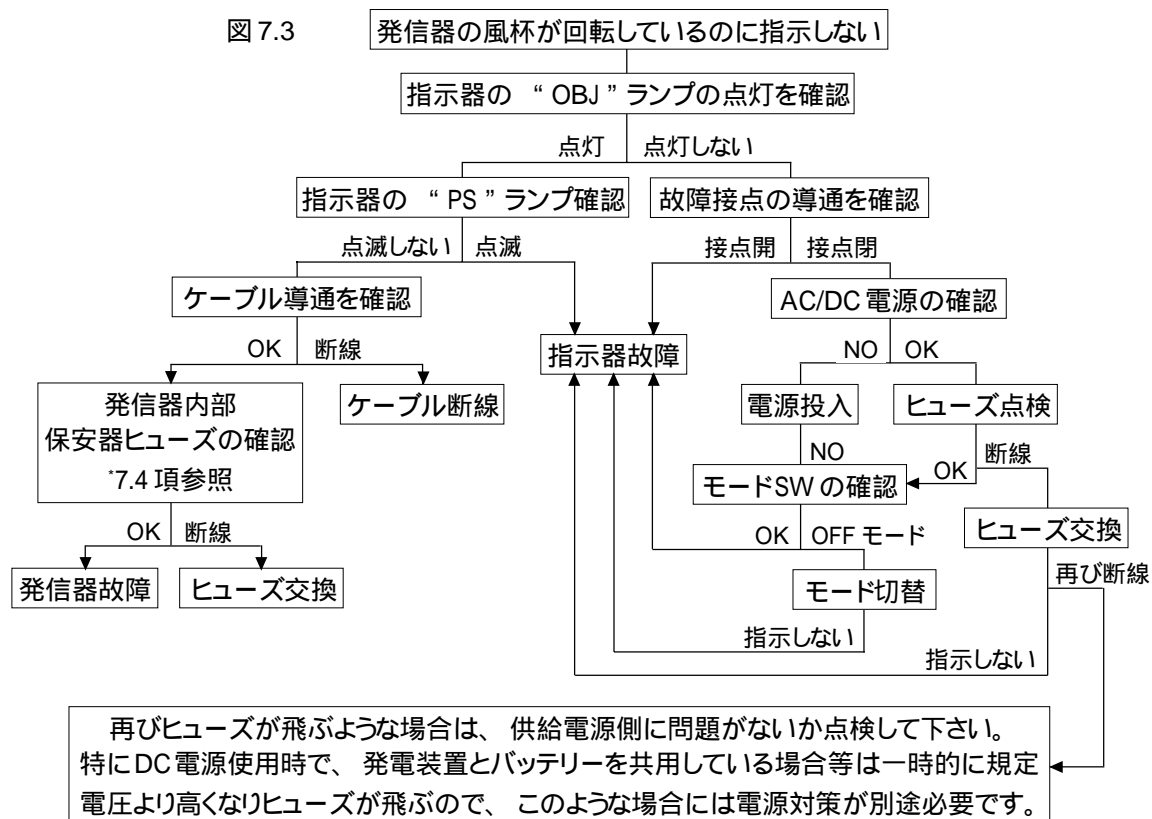 図 7.3
発信器の風杯が回転しているのに指示しない
指示器の “ OBJ ” ランプの点灯を確認
点灯 点灯しない
指示器の “ PS ” ランプ確認
故障接点の導通を確認
点滅しない 点滅
接点開 接点閉
ケーブル導通を確認
AC/DC 電源の確認
OK 断線
指示器故障
NO OK
発信器内部
保安器ヒューズの確認
*7.4 項参照
ケーブル断線
電源投入
ヒューズ点検
NO
OK
断線
モードSW の確認
OK 断線
OK OFF モード
ヒューズ交換
発信器故障
ヒューズ交換
モード切替
再び断線
指示しない
指示しない
再びヒューズが飛ぶような場合は、 供給電源側に問題がないか点検して下さい。
特に DC 電源使用時で、 発電装置とバッテリーを共用している場合等は一時的に規定
電圧より高くなりヒューズが飛ぶので、 このような場合には電源対策が別途必要です。